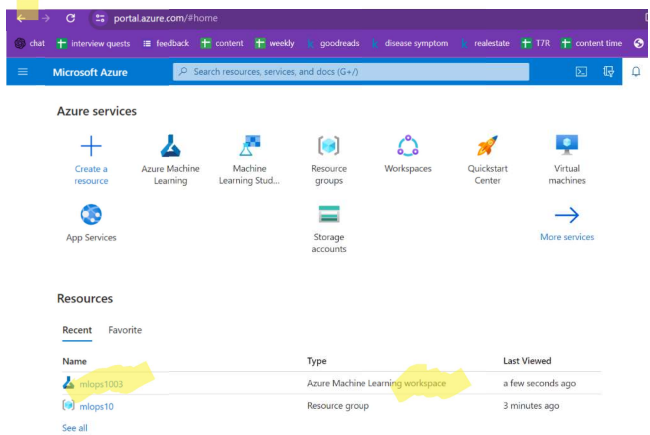 portal.azure.com/#home
chat interview quests feedback content weekly goodreads disease symptom realestate T7R content time
Microsoft Azure Search resources, services, and docs (G+/)
Azure services
Create a resource
Azure Machine Learning
Machine Learning Stud...
Resource groups
Workspaces
Quickstart Center
Virtual machines
App Services
Storage accounts
More services
Resources
Recent Favorite
Name Type Last Viewed
mlops1003 Azure Machine Learning workspace a few seconds ago
mlops10 Resource group 3 minutes ago
See all